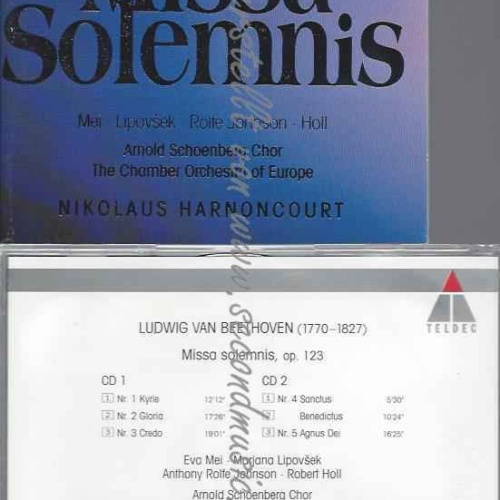 Missa
Solemnis
Mei · Lipovšek · Rolfe Johnson · Holl
Arnold Schoenberg Chor
The Chamber Orchestra of Europe
NIKOLAUS HARNONCOURT
TELDEC
LUDWIG VAN BEETHOVEN (1770–1827)
Missa solemnis, op. 123
CD 1
1 Nr. 1 Kyrie 12'12"
2 Nr. 2 Gloria 17'26"
3 Nr. 3 Credo 19'01"
CD 2
1 Nr. 4 Sanctus 5'30"
2 Benedictus 10'24"
3 Nr. 5 Agnus Dei 16'25"
Eva Mei · Marjana Lipovšek
Anthony Rolfe Johnson · Robert Holl
Arnold Schoenberg Chor